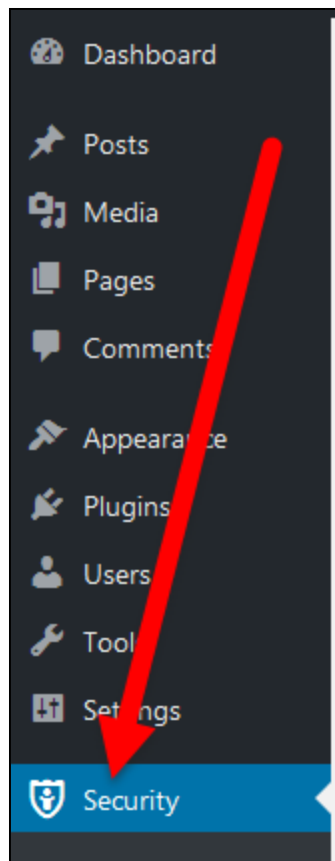 Dashboard
Posts
Media
Pages
Comments
Appearance
Plugins
Users
Tools
Settings
Security